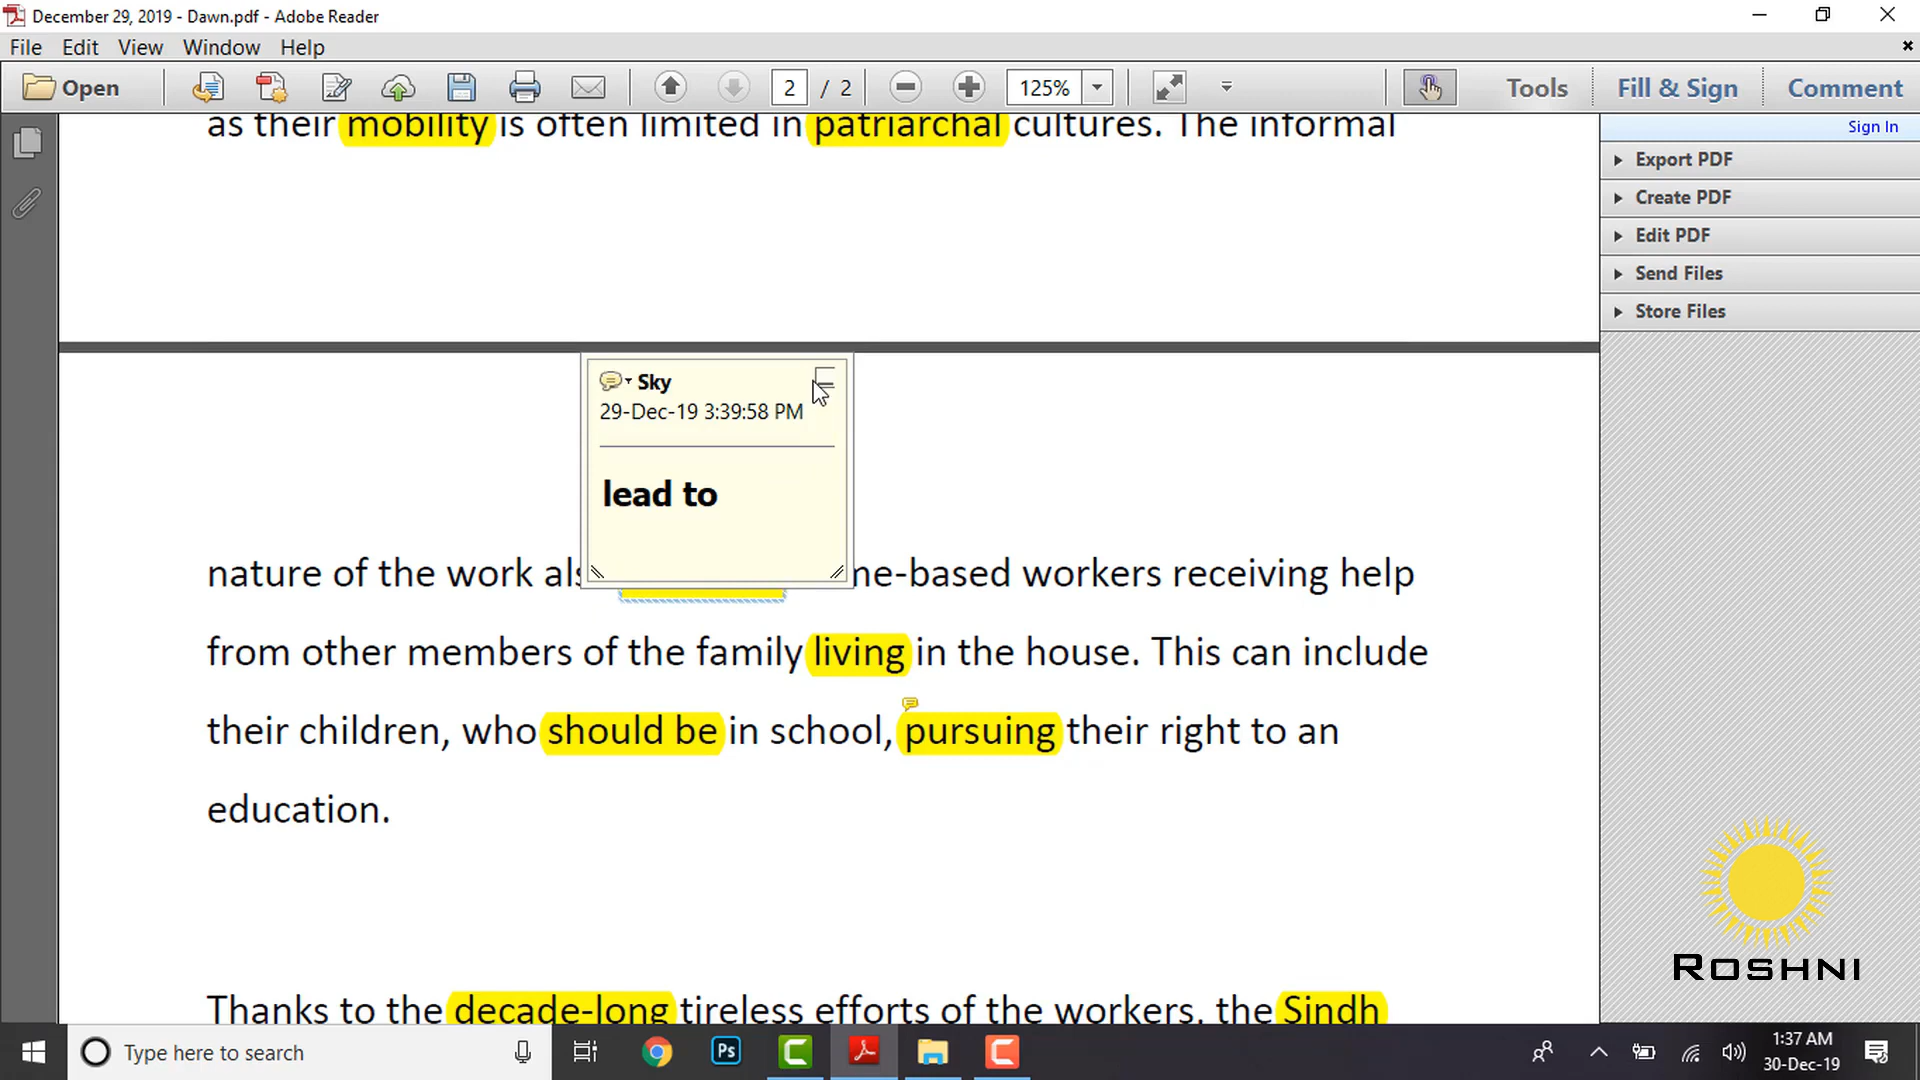 December 29, 2019 - Dawn.pdf - Adobe Reader
File Edit View Window Help
Open 2 / 2 125% Tools Fill & Sign Comment
Sign In
Export PDF
Create PDF
Edit PDF
Send Files
Store Files
as their mobility is often limited in patriarchal cultures. The informal
Sky
29-Dec-19 3:39:58 PM
lead to
nature of the work als ne-based workers receiving help
from other members of the family living in the house. This can include
their children, who should be in school, pursuing their right to an
education.
Thanks to the decade-long tireless efforts of the workers, the Sindh
ROSHNI
Type here to search
Ps
1:37 AM
30-Dec-19